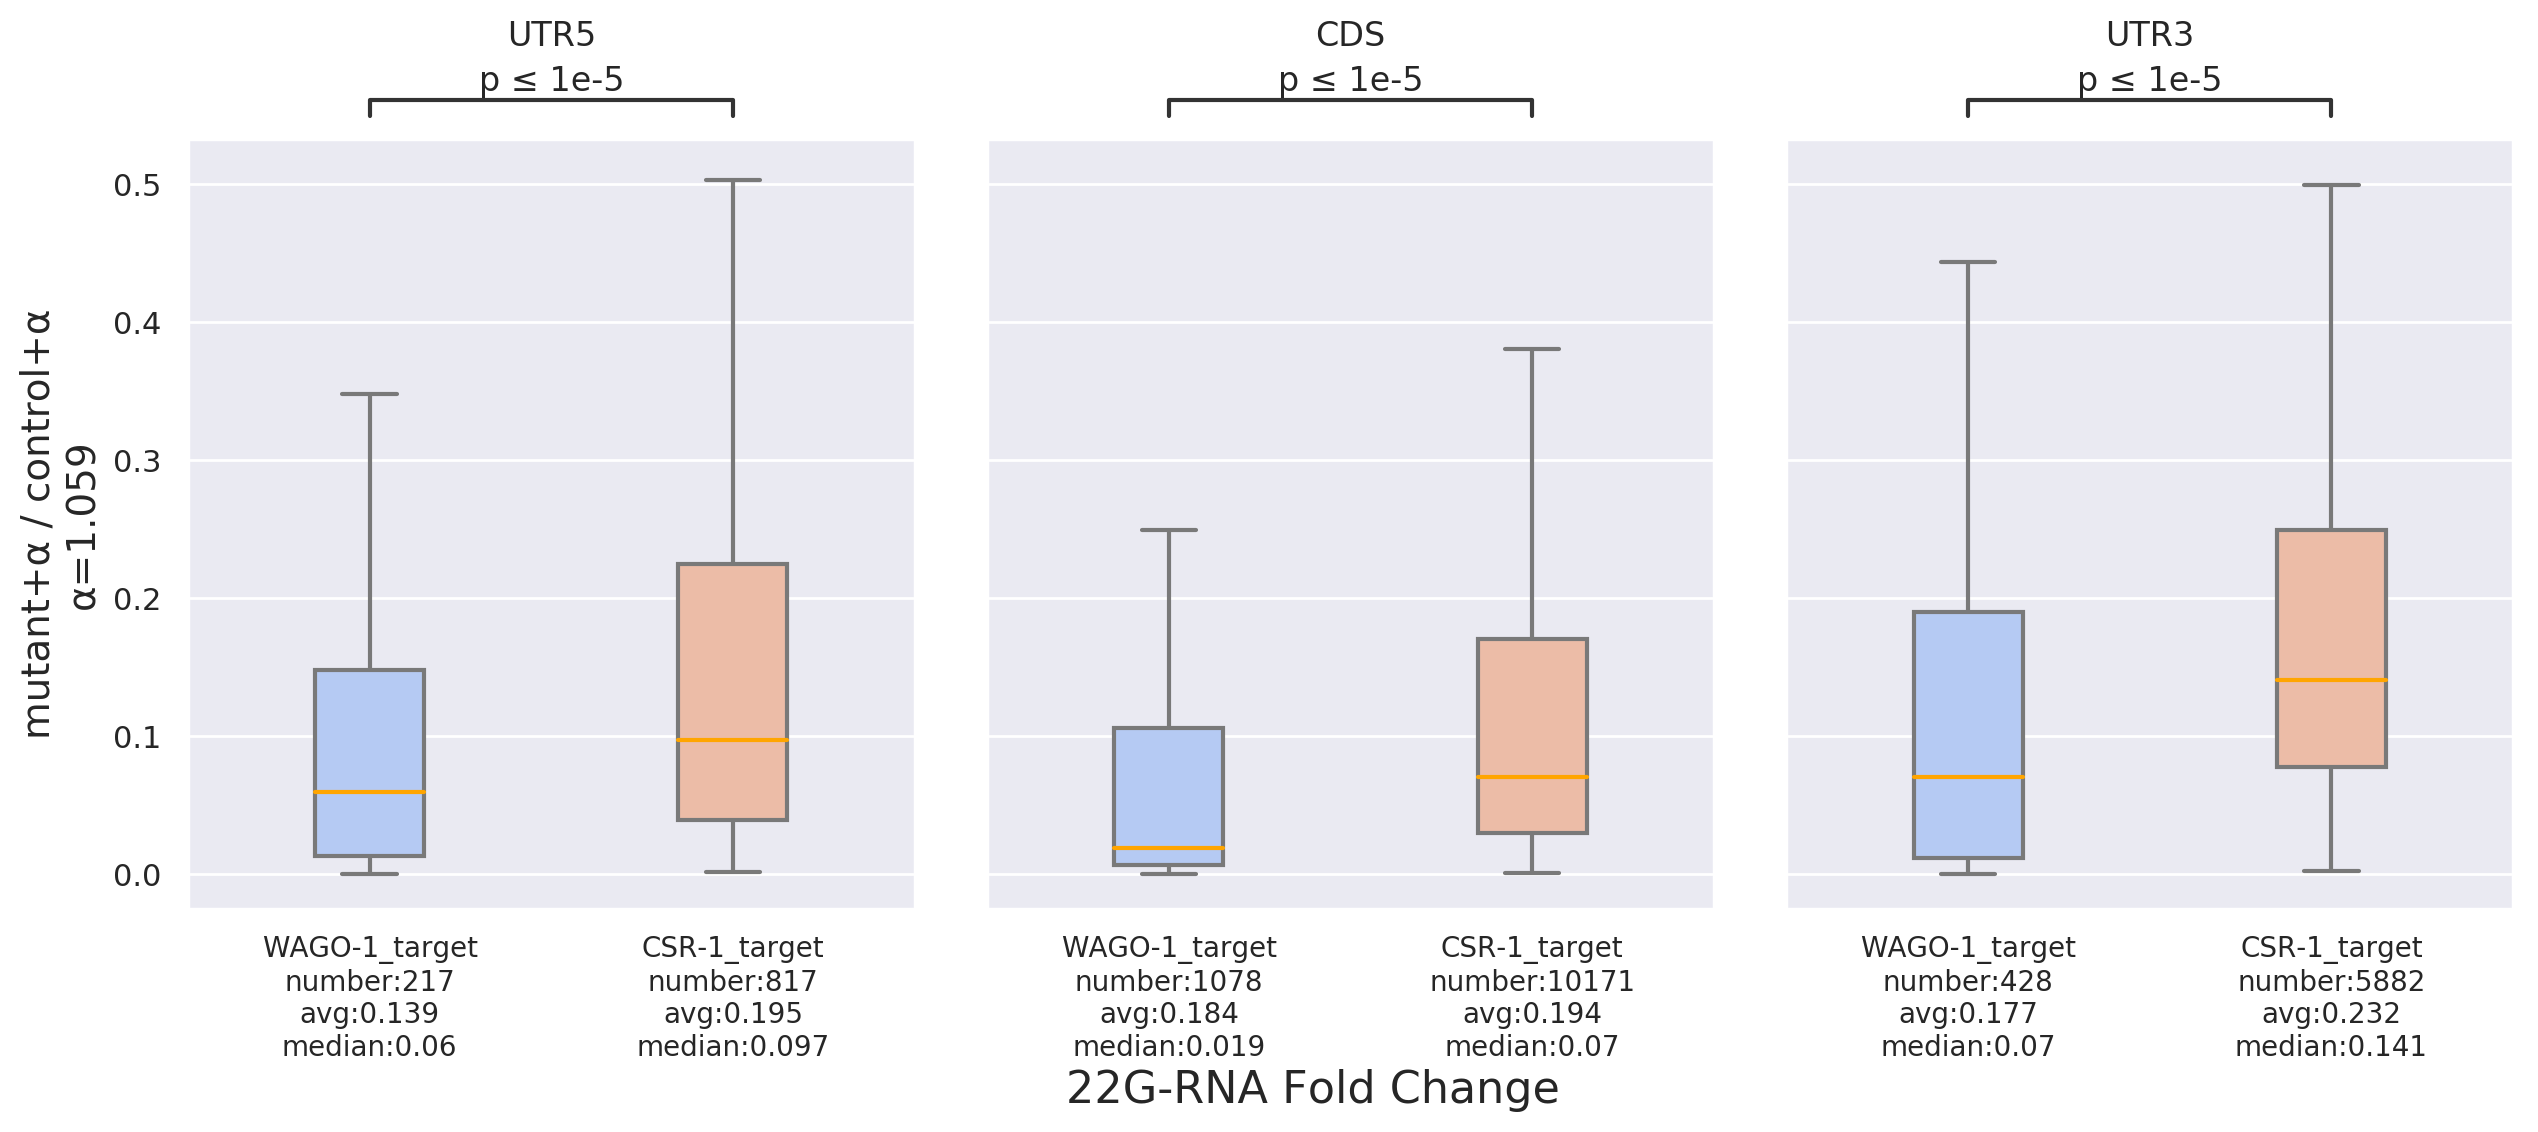 UTR5
CDS
UTR3
p ≤ 1e-5
p ≤ 1e-5
p ≤ 1e-5
mutant+α / control+α
α=1.059
0.5
0.4
0.3
0.2
0.1
0.0
WAGO-1_target
number:217
avg:0.139
median:0.06
CSR-1_target
number:817
avg:0.195
median:0.097
WAGO-1_target
number:1078
avg:0.184
median:0.019
CSR-1_target
number:10171
avg:0.194
median:0.07
WAGO-1_target
number:428
avg:0.177
median:0.07
CSR-1_target
number:5882
avg:0.232
median:0.141
22G-RNA Fold Change